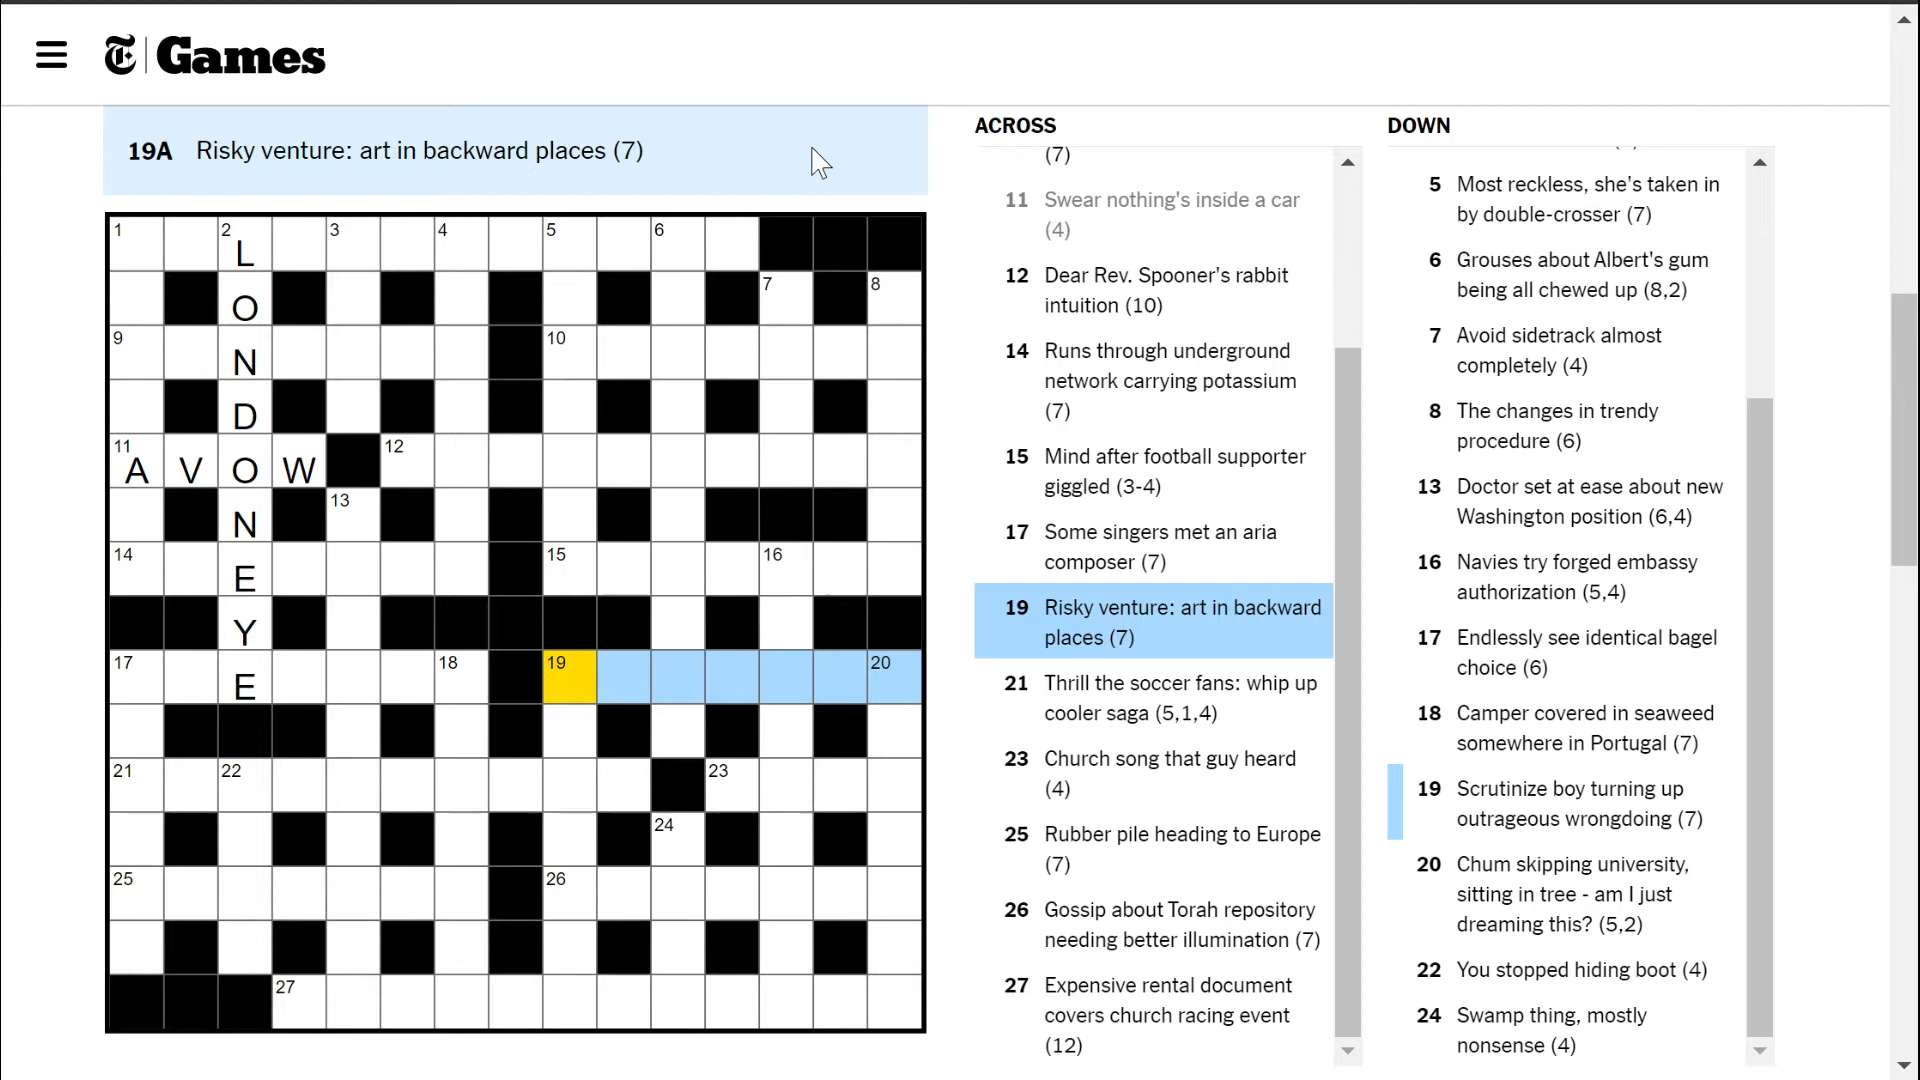 T Games
19A Risky venture: art in backward places (7)
1 2 3 4 5 6
L
7 8
O
9 10
N
D
11 12
A V O W
13
N
14 15 16
E
Y
17 18 19 20
E
21 22 23
24
25 26
27
ACROSS
(7)
11 Swear nothing's inside a car
(4)
12 Dear Rev. Spooner's rabbit
intuition (10)
14 Runs through underground
network carrying potassium
(7)
15 Mind after football supporter
giggled (3-4)
17 Some singers met an aria
composer (7)
19 Risky venture: art in backward
places (7)
21 Thrill the soccer fans: whip up
cooler saga (5,1,4)
23 Church song that guy heard
(4)
25 Rubber pile heading to Europe
(7)
26 Gossip about Torah repository
needing better illumination (7)
27 Expensive rental document
covers church racing event
(12)
DOWN
5 Most reckless, she's taken in
by double-crosser (7)
6 Grouses about Albert's gum
being all chewed up (8,2)
7 Avoid sidetrack almost
completely (4)
8 The changes in trendy
procedure (6)
13 Doctor set at ease about new
Washington position (6,4)
16 Navies try forged embassy
authorization (5,4)
17 Endlessly see identical bagel
choice (6)
18 Camper covered in seaweed
somewhere in Portugal (7)
19 Scrutinize boy turning up
outrageous wrongdoing (7)
20 Chum skipping university,
sitting in tree - am I just
dreaming this? (5,2)
22 You stopped hiding boot (4)
24 Swamp thing, mostly
nonsense (4)